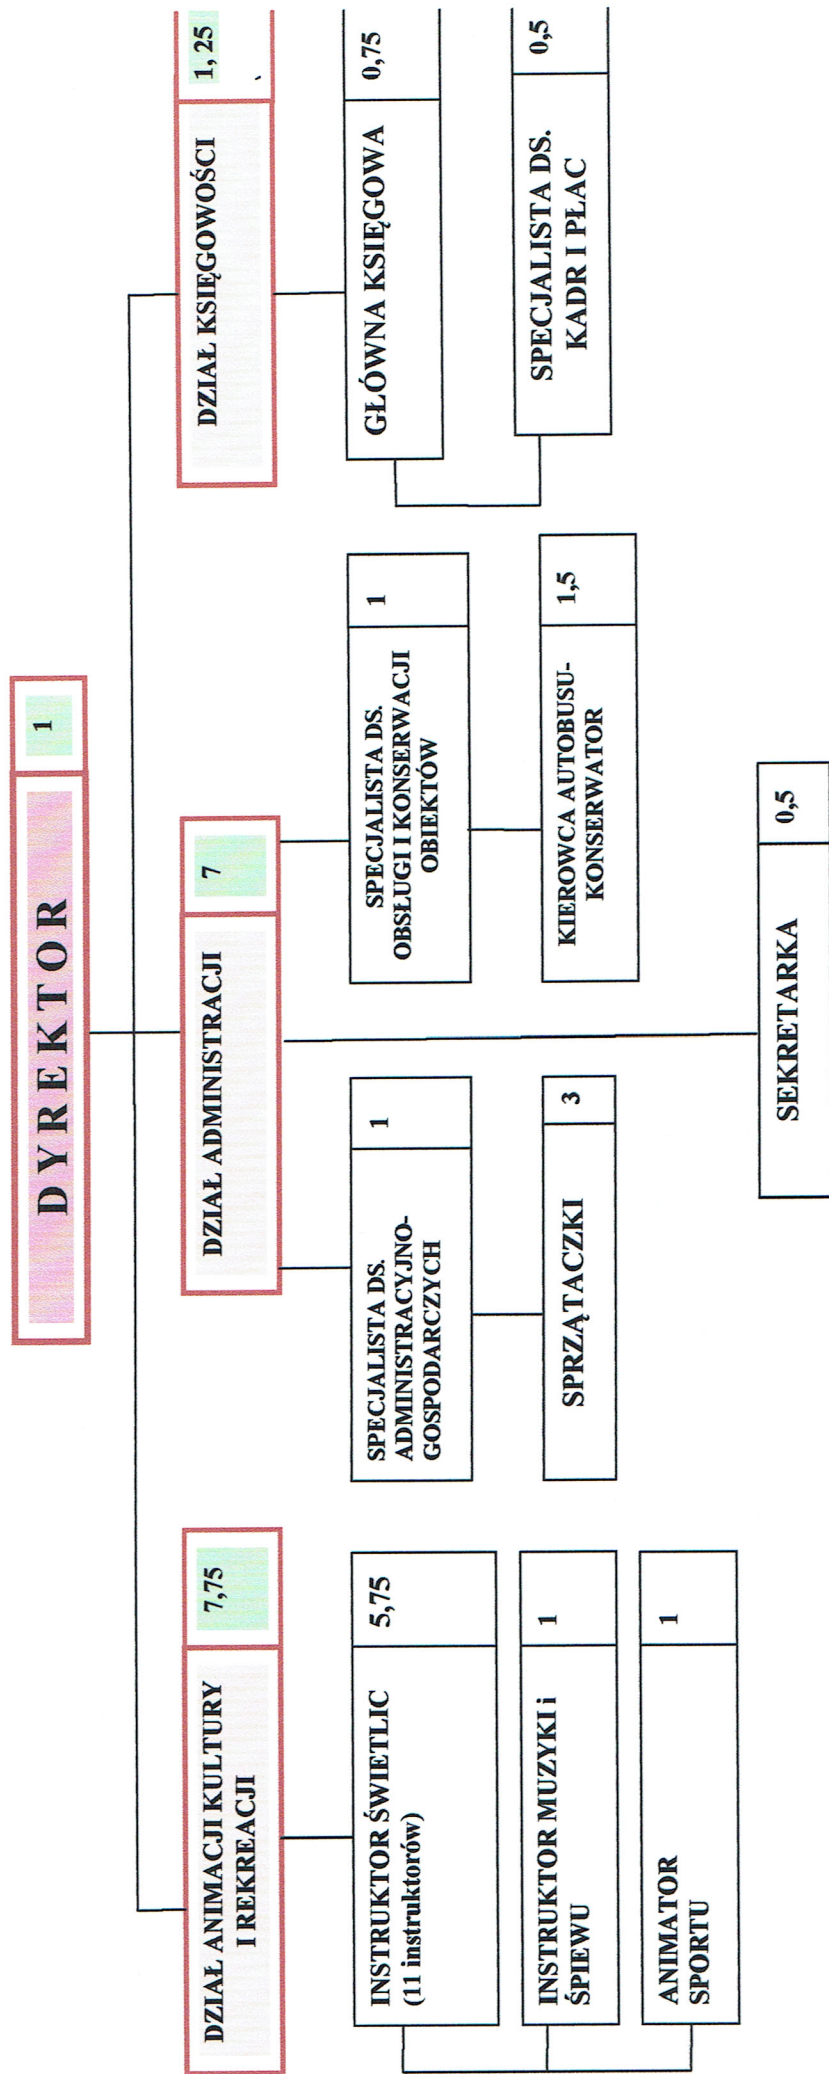 DYREKTOR
1
DZIAŁ ANIMACJI KULTURY
I REKREACJI
7,75
INSTRUKTOR ŚWIETLIC
(11 instruktorów)
5,75
INSTRUKTOR MUZYKI i
ŚPIEWU
1
ANIMATOR
SPORTU
1
DZIAŁ ADMINISTRACJI
7
SPECJALISTA DS.
ADMINISTRACYJNO-
GOSPODARCZYCH
1
SPRZĄTACZKI
3
SPECJALISTA DS.
OBSŁUGI I KONSERWACJI
OBIEKTÓW
1
KIEROWCA AUTOBUSU-
KONSERWATOR
1,5
SEKRETARKA
0,5
DZIAŁ KSIĘGOWOŚCI
1, 25
GŁÓWNA KSIĘGOWA
0,75
SPECJALISTA DS.
KADR I PŁAC
0,5